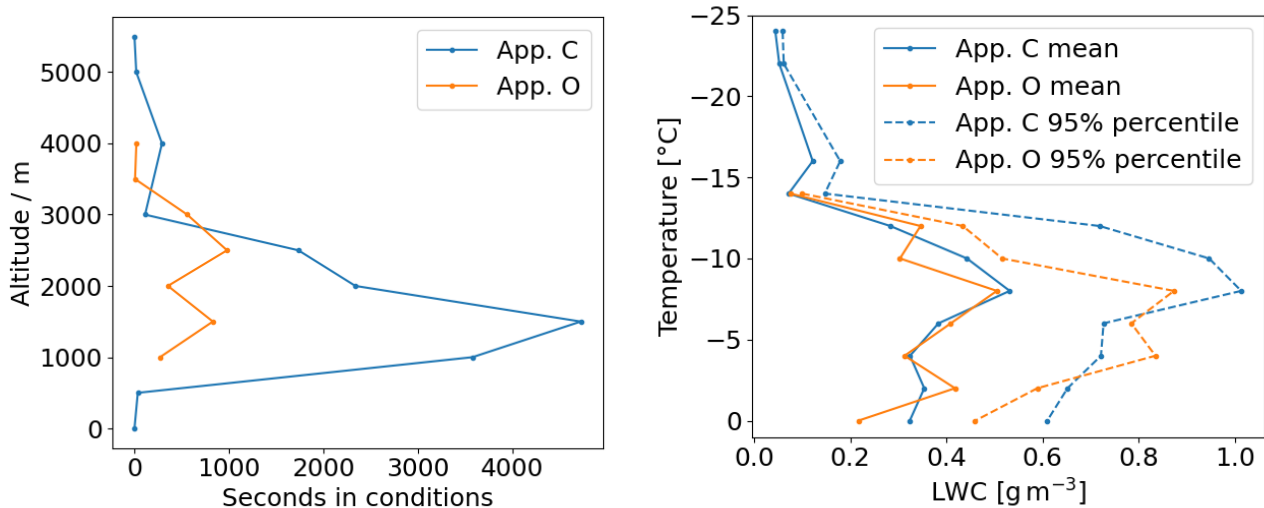 App. C
App. O
5000
4000
3000
2000
1000
0
Altitude / m
0
1000
2000
3000
4000
Seconds in conditions
App. C mean
App. O mean
App. C 95% percentile
App. O 95% percentile
−25
−20
−15
−10
−5
0
Temperature [°C]
0.0
0.2
0.4
0.6
0.8
1.0
LWC [g m⁻³]